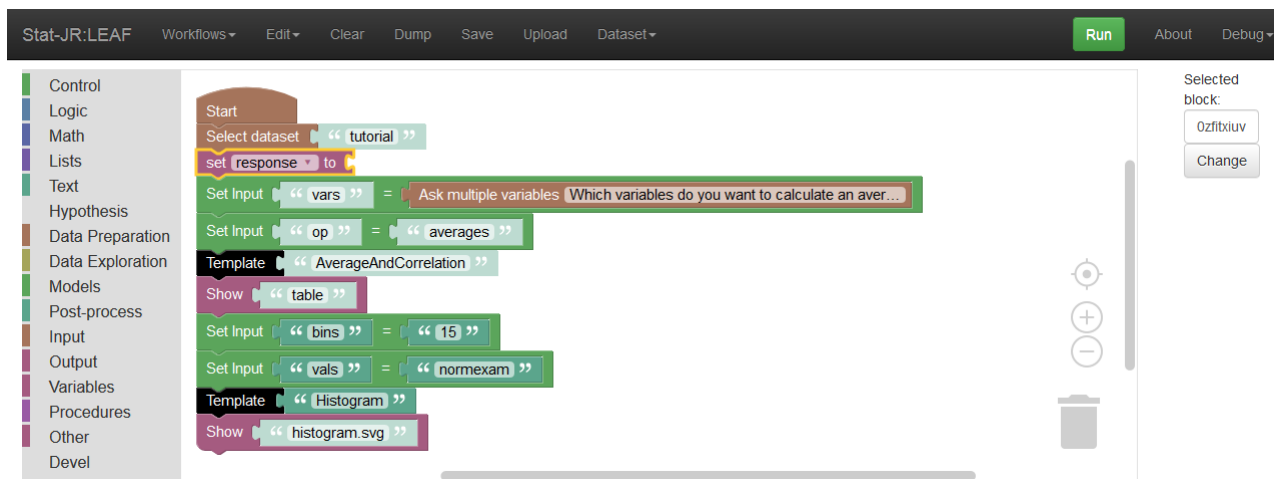 Stat-JR:LEAF Workflows Edit Clear Dump Save Upload Dataset Run About Debug
Control
Logic
Math
Lists
Text
Hypothesis
Data Preparation
Data Exploration
Models
Post-process
Input
Output
Variables
Procedures
Other
Devel
Start
Select dataset “ tutorial ”
set response to
Set Input “ vars ” = Ask multiple variables Which variables do you want to calculate an aver...
Set Input “ op ” = “ averages ”
Template “ AverageAndCorrelation ”
Show “ table ”
Set Input “ bins ” = “ 15 ”
Set Input “ vals ” = “ normexam ”
Template “ Histogram ”
Show “ histogram.svg ”
Selected
block:
0zfitxiuv
Change